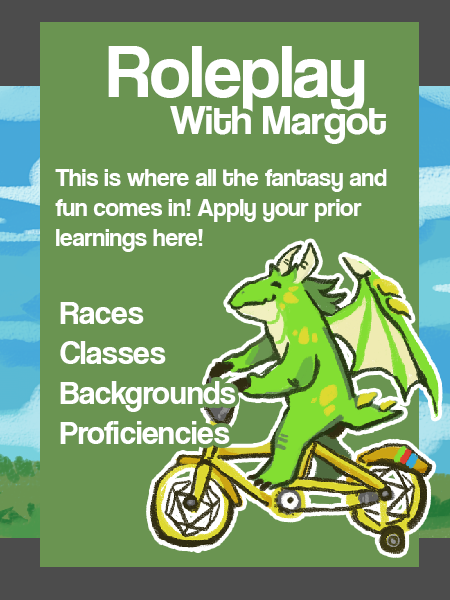 Roleplay
With Margot
This is where all the fantasy and
fun comes in! Apply your prior
learnings here!
Races
Classes
Backgrounds
Proficiencies